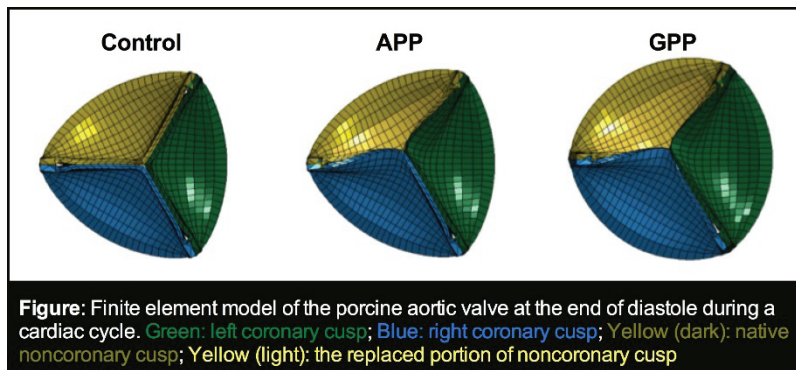 Control APP GPP
Figure: Finite element model of the porcine aortic valve at the end of diastole during a
cardiac cycle. Green: left coronary cusp; Blue: right coronary cusp; Yellow (dark): native
noncoronary cusp; Yellow (light): the replaced portion of noncoronary cusp